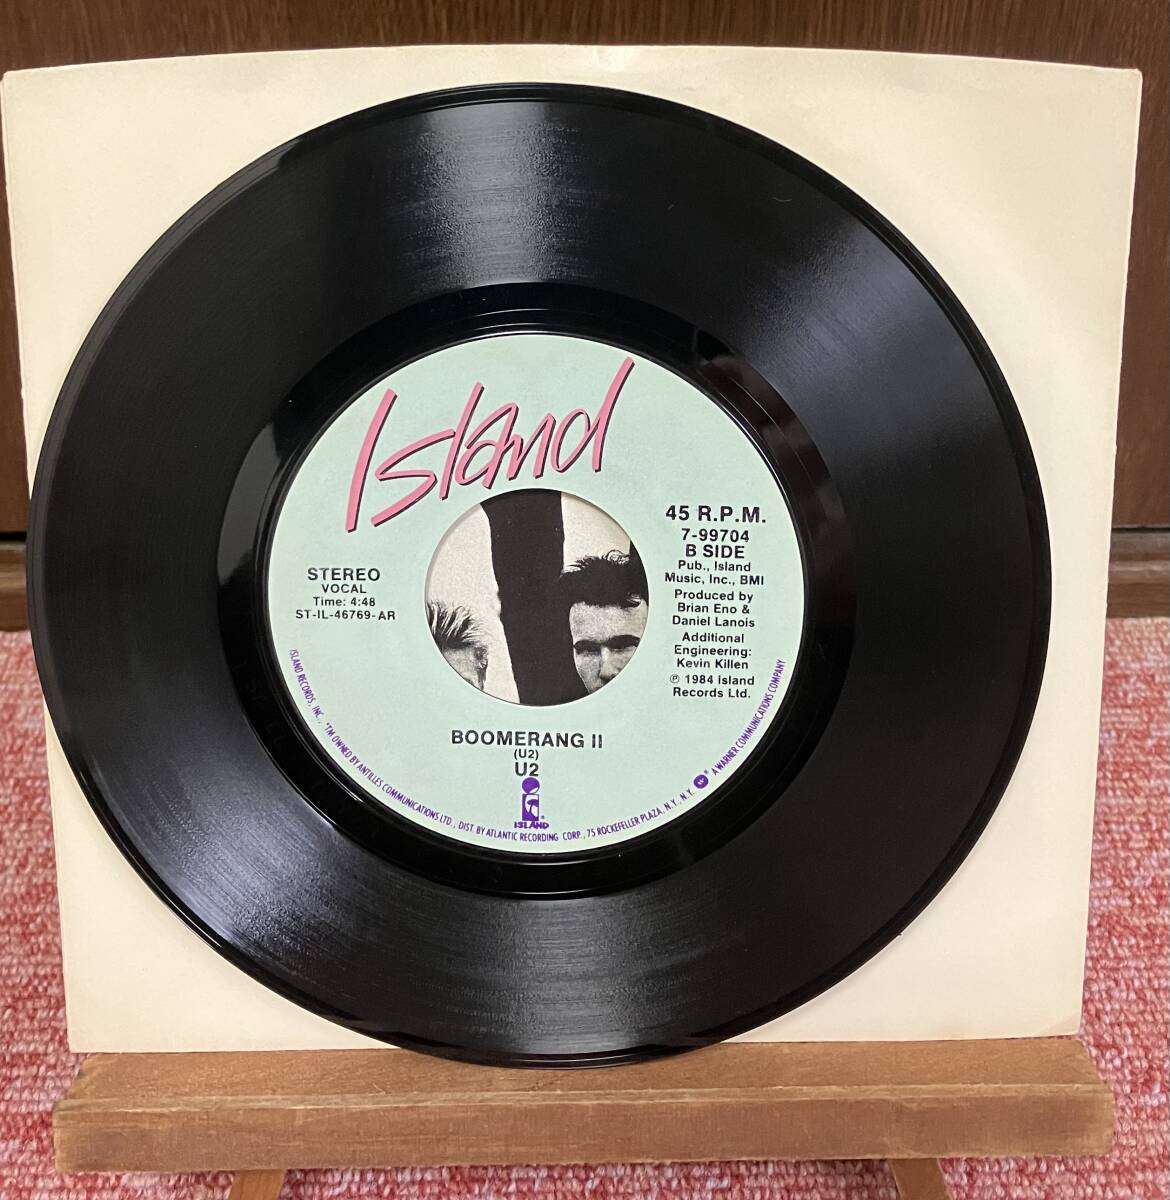 Island
STEREO
VOCAL
Time: 4:48
ST-IL-46769-AR
45 R.P.M.
7-99704
B SIDE
Pub., Island
Music, Inc., BMI
Produced by
Brian Eno &
Daniel Lanois
Additional
Engineering:
Kevin Killen
℗ 1984 Island
Records Ltd.
BOOMERANG II
(U2)
U2
ISLAND
ISLAND RECORDS, INC., *TM OWNED BY ANTILLES COMMUNICATIONS LTD., DIST. BY ATLANTIC RECORDING CORP., 75 ROCKEFELLER PLAZA, N.Y., N.Y. A WARNER COMMUNICATIONS COMPANY